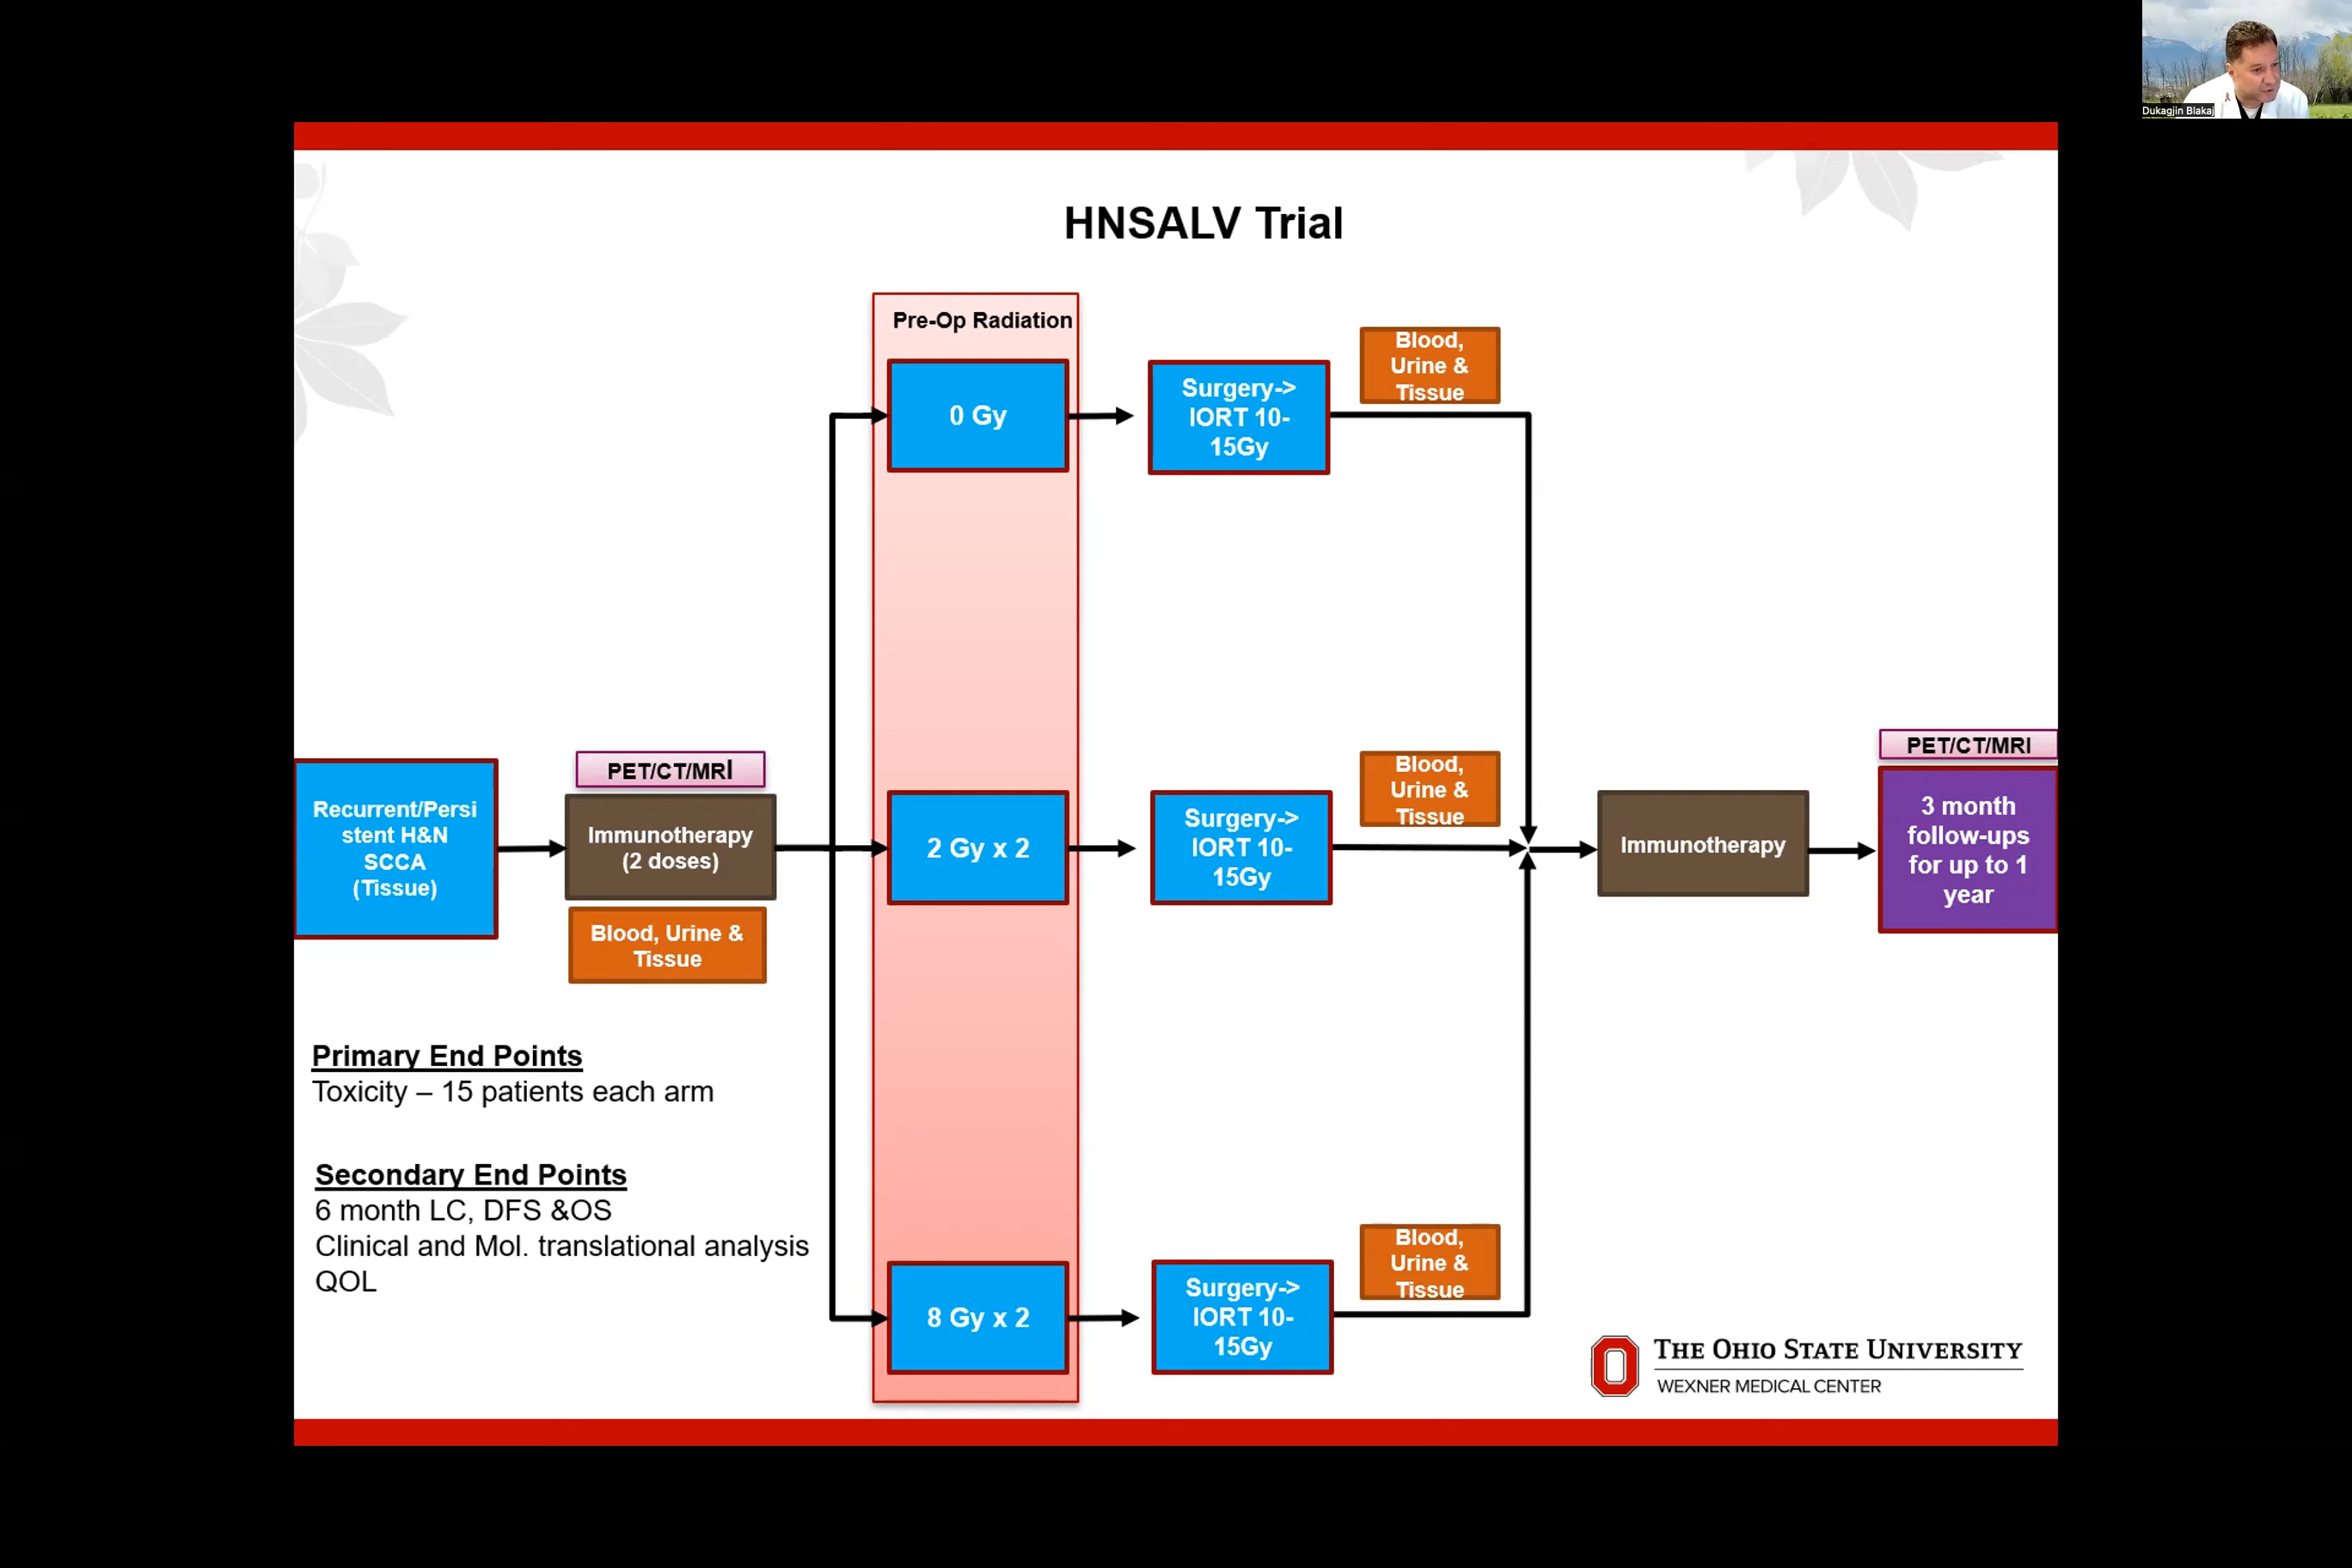 Dukagjin Blakaj
HNSALV Trial
Pre-Op Radiation
0 Gy
Surgery->
IORT 10-
15Gy
Blood,
Urine &
Tissue
Recurrent/Persi
stent H&N
SCCA
(Tissue)
PET/CT/MRI
Immunotherapy
(2 doses)
Blood, Urine &
Tissue
2 Gy x 2
Surgery->
IORT 10-
15Gy
Blood,
Urine &
Tissue
Immunotherapy
PET/CT/MRI
3 month
follow-ups
for up to 1
year
8 Gy x 2
Surgery->
IORT 10-
15Gy
Blood,
Urine &
Tissue
Primary End Points
Toxicity – 15 patients each arm
Secondary End Points
6 month LC, DFS &OS
Clinical and Mol. translational analysis
QOL
THE OHIO STATE UNIVERSITY
WEXNER MEDICAL CENTER